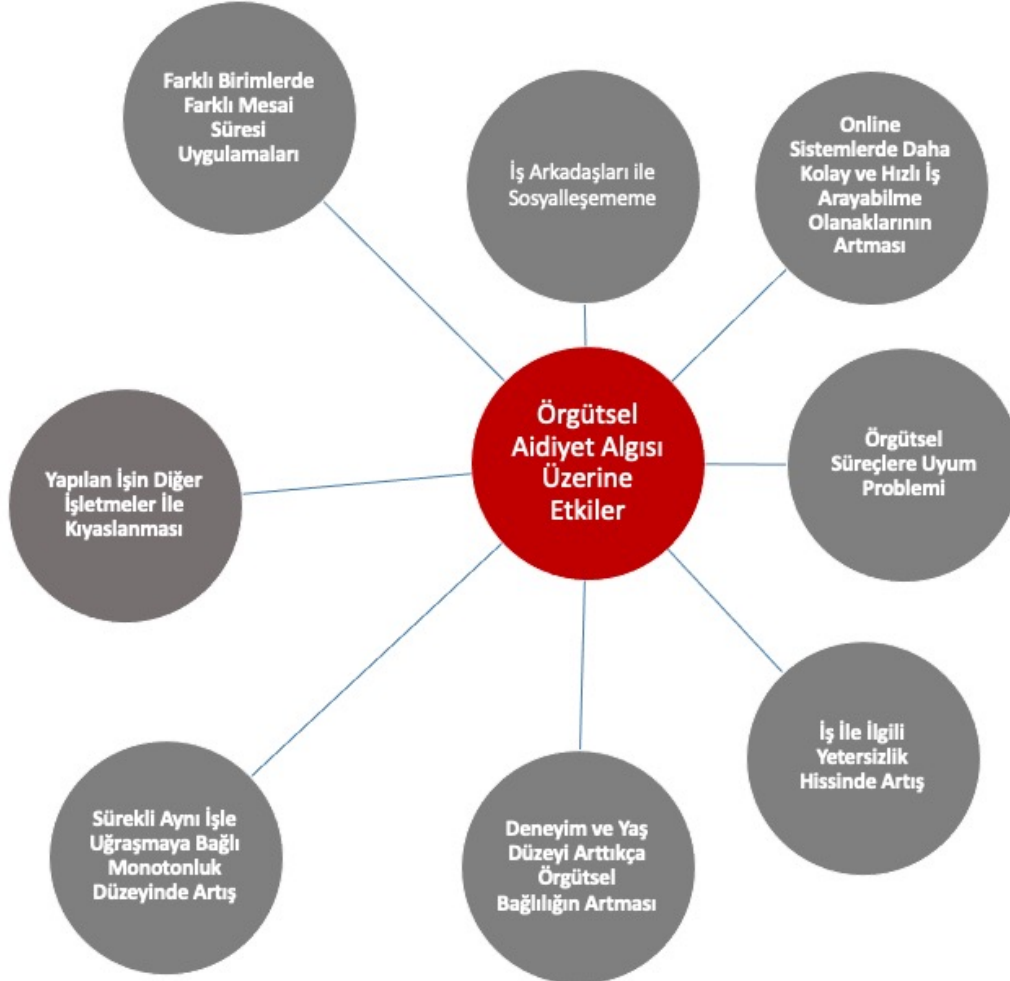 Farklı Birimlerde
Farklı Mesai
Süresi
Uygulamaları
İş Arkadaşları ile
Sosyalleşememe
Online
Sistemlerde Daha
Kolay ve Hızlı İş
Arayabilme
Olanaklarının
Artması
Örgütsel
Aidiyet Algısı
Üzerine
Etkiler
Örgütsel
Süreçlere Uyum
Problemi
Yapılan İşin Diğer
İşletmeler İle
Kıyaslanması
İş İle İlgili
Yetersizlik
Hissinde Artış
Sürekli Aynı İşle
Uğraşmaya Bağlı
Monotonluk
Düzeyinde Artış
Deneyim ve Yaş
Düzeyi Arttıkça
Örgütsel
Bağlılığın Artması